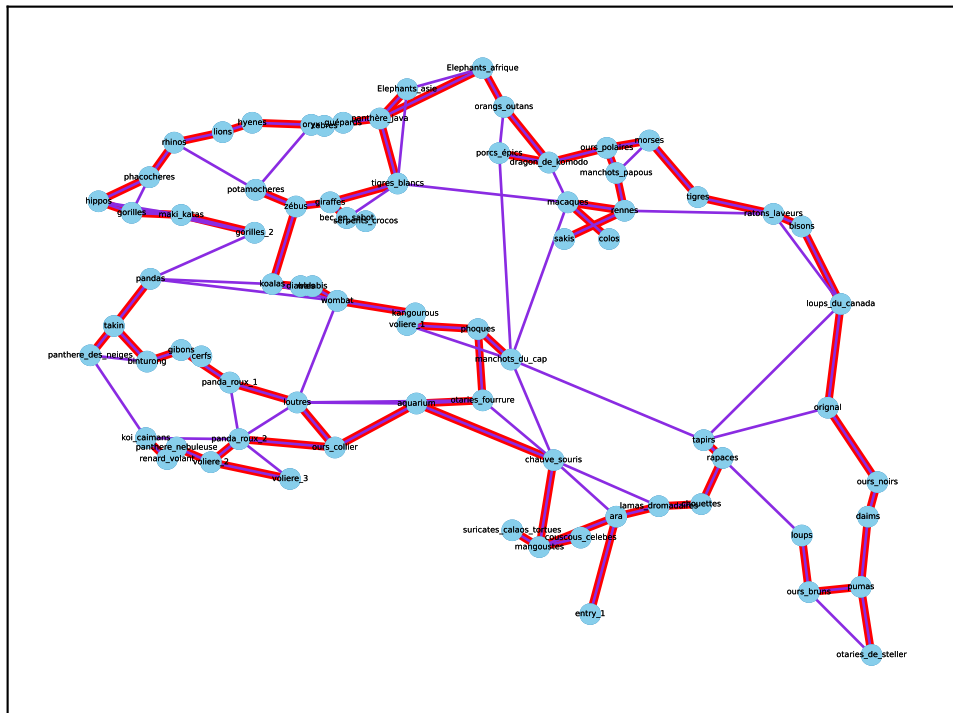 Elephants_afrique
Elephants_asie
orangs_outans
panthère_java
guépards
zèbres
oryx
hyenes
lions
rhinos
ours_polaires
morses
porcs_épics
dragon_de_komodo
manchots_papous
phacocheres
potamocheres
tigres_blancs
tigres
hippos
gorilles
maki_katas
zébus
giraffes
bec_en_sabot
serpents_crocos
macaques
rennes
ratons_laveurs
bisons
gorilles_2
sakis
colos
pandas
koalas
diables
wombat
loups_du_canada
kangourous
voliere_1
takin
phoques
panthere_des_neiges
binturong
gibons
cerfs
manchots_du_cap
panda_roux_1
loutres
aquarium
otaries_fourrure
orignal
koi_caimans
panthere_nebuleuse
panda_roux_2
ours_collier
tapirs
renard_volant
voliere_2
chauve_souris
rapaces
voliere_3
ours_noirs
lamas_dromadaires
chouettes
ara
daims
suricates_calaos_tortues
couscous_celebes
mangoustes
loups
ours_bruns
pumas
entry_1
otaries_de_steller